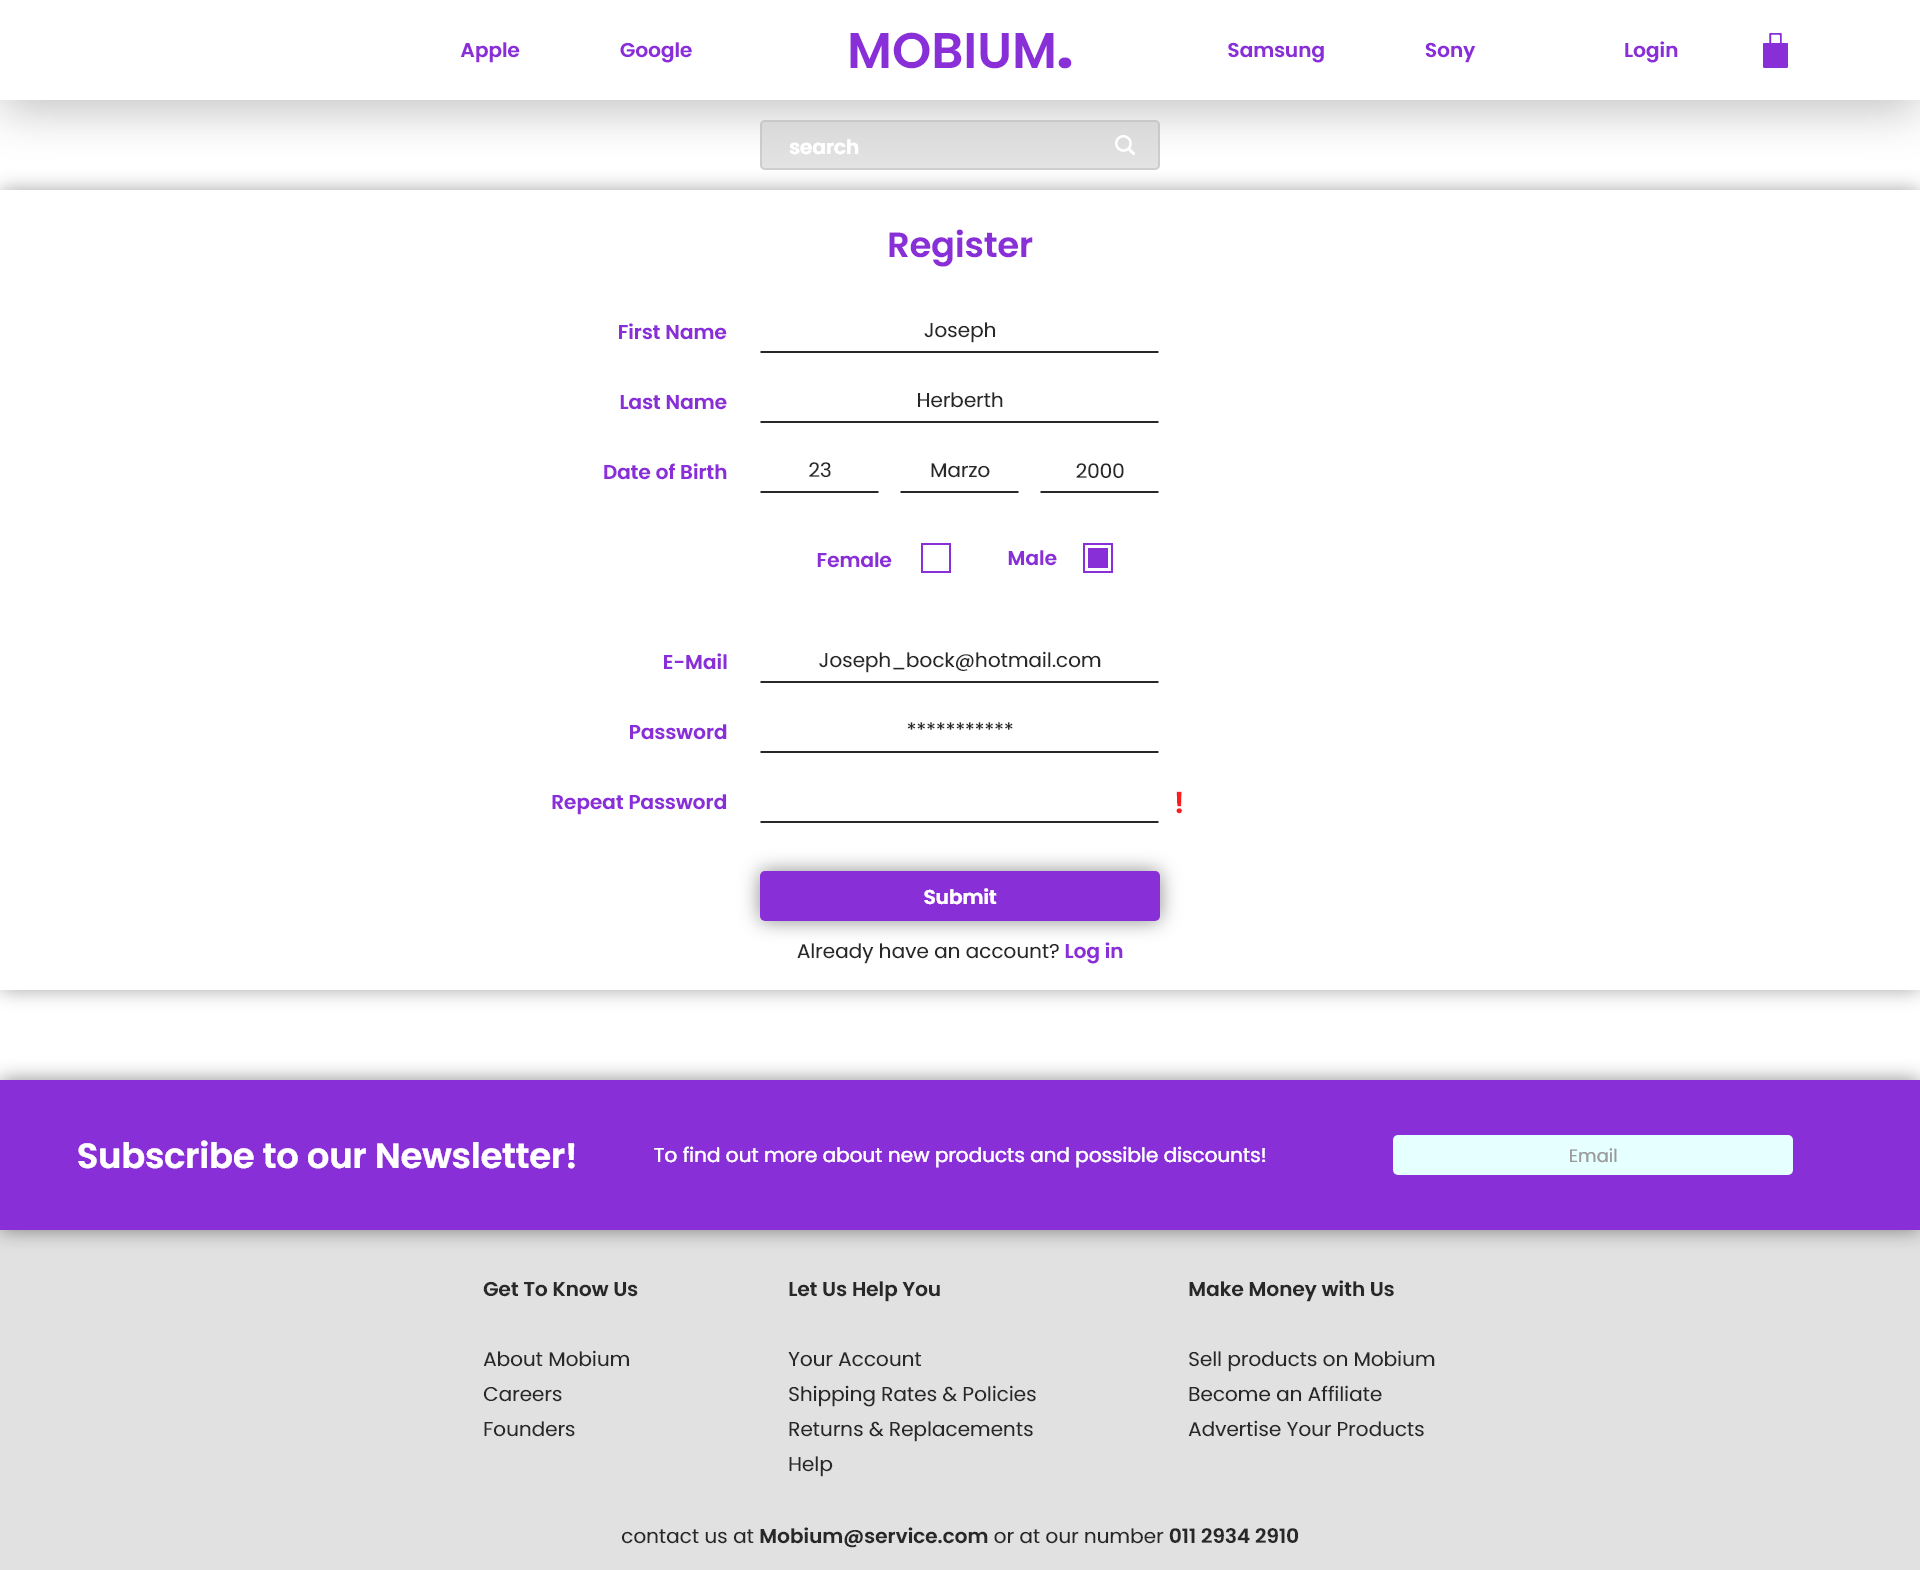 Apple Google MOBIUM. Samsung Sony Login
search
Register
First Name Joseph
Last Name Herberth
Date of Birth 23 Marzo 2000
Female Male
E-Mail Joseph_bock@hotmail.com
Password ***********
Repeat Password !
Submit
Already have an account? Log in
Subscribe to our Newsletter! To find out more about new products and possible discounts! Email
Get To Know Us
About Mobium
Careers
Founders
Let Us Help You
Your Account
Shipping Rates & Policies
Returns & Replacements
Help
Make Money with Us
Sell products on Mobium
Become an Affiliate
Advertise Your Products
contact us at Mobium@service.com or at our number 011 2934 2910